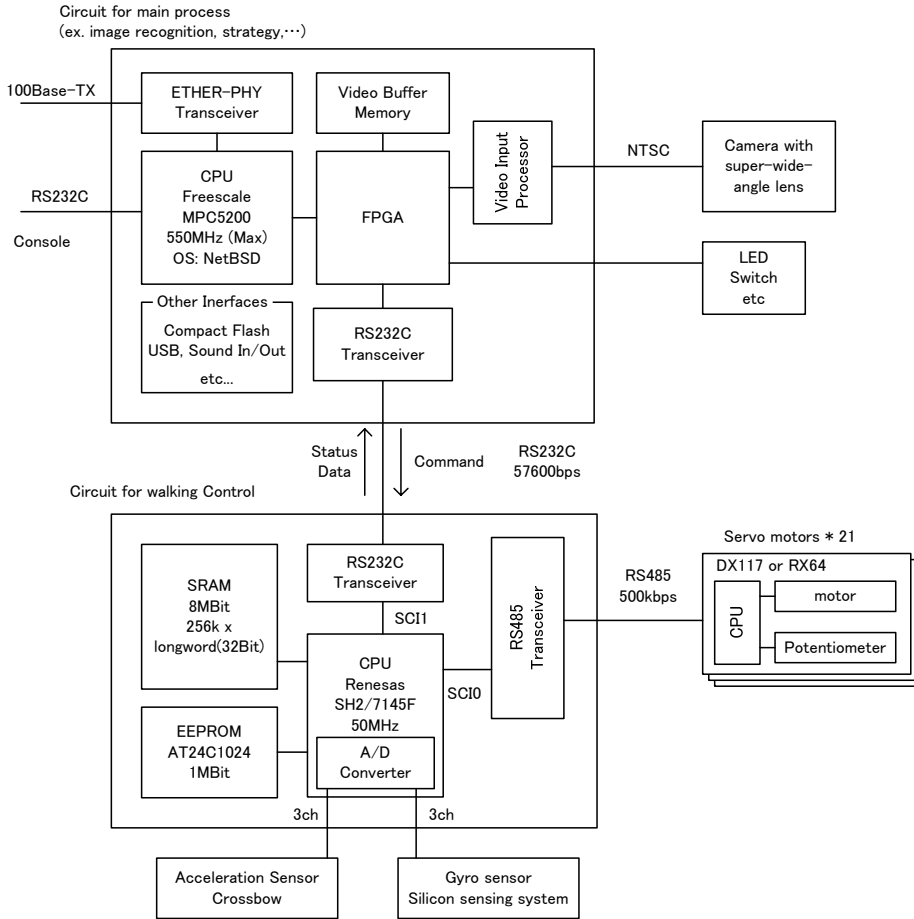 Circuit for main process
(ex. image recognition, strategy,…)
100Base-TX
ETHER-PHY
Transceiver
Video Buffer
Memory
Video Input
Processor
NTSC
Camera with
super-wide-
angle lens
RS232C
Console
CPU
Freescale
MPC5200
550MHz (Max)
OS: NetBSD
FPGA
LED
Switch
etc
Other Inerfaces
Compact Flash
USB, Sound In/Out
etc...
RS232C
Transceiver
Status
Data
Command
RS232C
57600bps
Circuit for walking Control
SRAM
8MBit
256k x
longword(32Bit)
RS232C
Transceiver
SCI1
RS485
Transceiver
RS485
500kbps
Servo motors * 21
DX117 or RX64
CPU
motor
Potentiometer
CPU
Renesas
SH2/7145F
50MHz
SCI0
A/D
Converter
EEPROM
AT24C1024
1MBit
3ch
3ch
Acceleration Sensor
Crossbow
Gyro sensor
Silicon sensing system